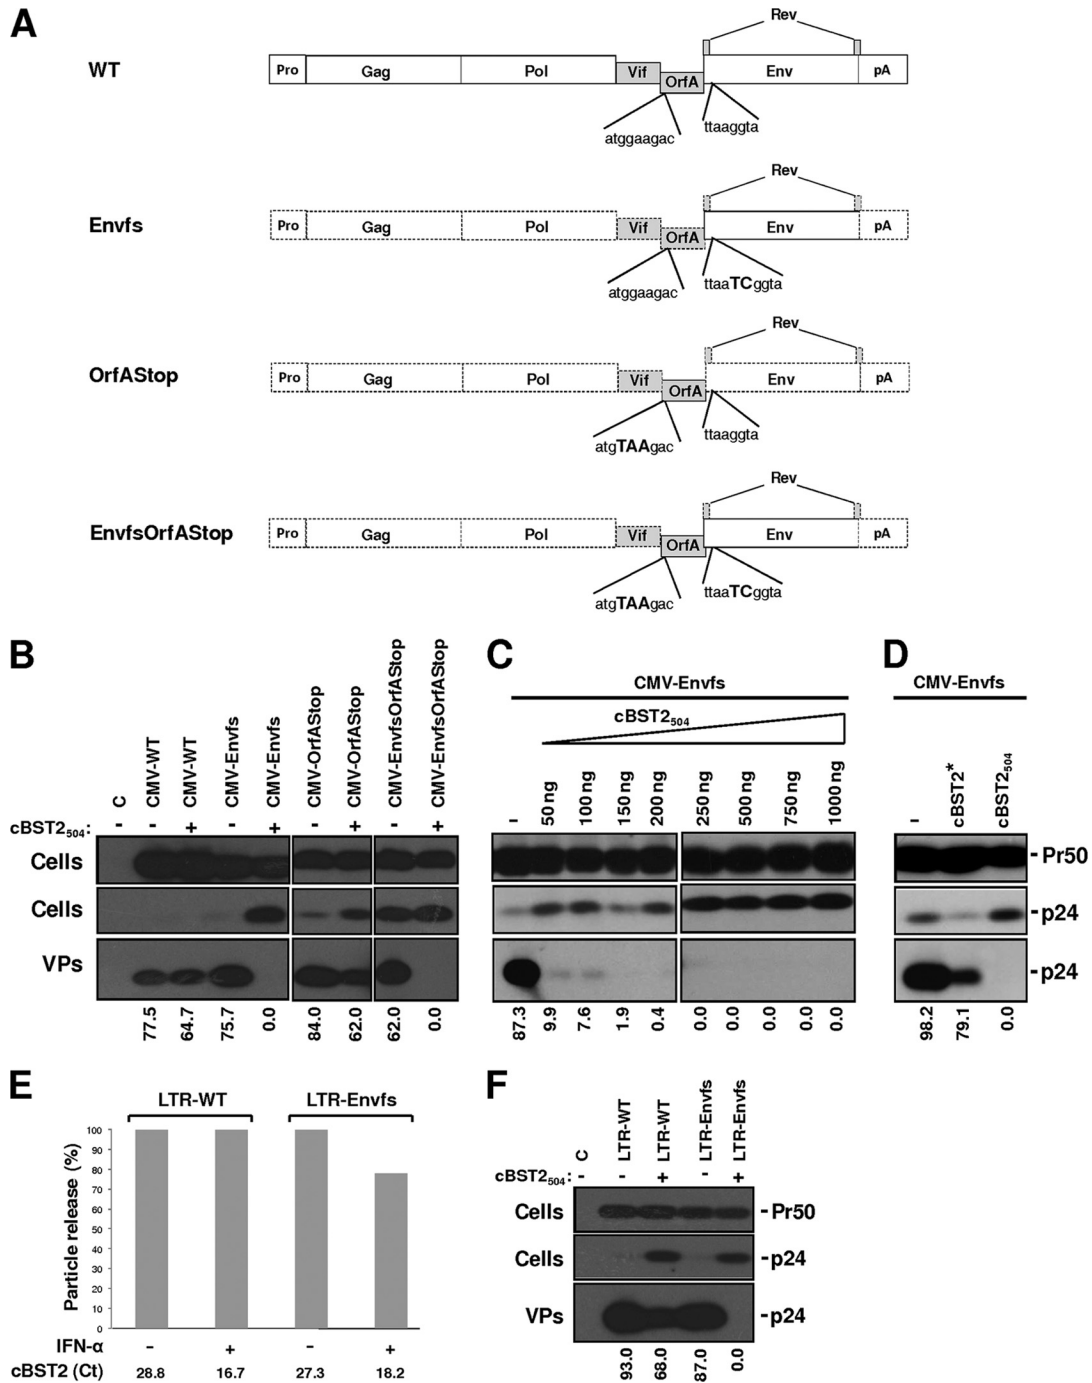 A
Rev
WT
Pro Gag Pol Vif OrfA Env pA
atggaagac ttaaggta
Rev
Envfs
Pro Gag Pol Vif OrfA Env pA
atggaagac ttaaTCggta
Rev
OrfAStop
Pro Gag Pol Vif OrfA Env pA
atgTAAgac ttaaggta
Rev
EnvfsOrfAStop
Pro Gag Pol Vif OrfA Env pA
atgTAAgac ttaaTCggta
B
C
CMV-WT
CMV-WT
CMV-Envfs
CMV-Envfs
CMV-OrfAStop
CMV-OrfAStop
CMV-EnvfsOrfAStop
CMV-EnvfsOrfAStop
cBST2504: - - + - + - + - +
Cells
Cells
VPs
77.5 64.7 75.7 0.0 84.0 62.0 62.0 0.0
C
CMV-Envfs
cBST2504
- 50 ng 100 ng 150 ng 200 ng 250 ng 500 ng 750 ng 1000 ng
87.3 9.9 7.6 1.9 0.4 0.0 0.0 0.0 0.0 0.0
D
CMV-Envfs
- cBST2* cBST2504
-Pr50
-p24
-p24
98.2 79.1 0.0
E
LTR-WT LTR-Envfs
Particle release (%)
100
90
80
70
60
50
40
30
20
10
0
IFN-α - + - +
cBST2 (Ct) 28.8 16.7 27.3 18.2
F
C
LTR-WT
LTR-WT
LTR-Envfs
LTR-Envfs
cBST2504: - - + - +
Cells -Pr50
Cells -p24
VPs -p24
93.0 68.0 87.0 0.0